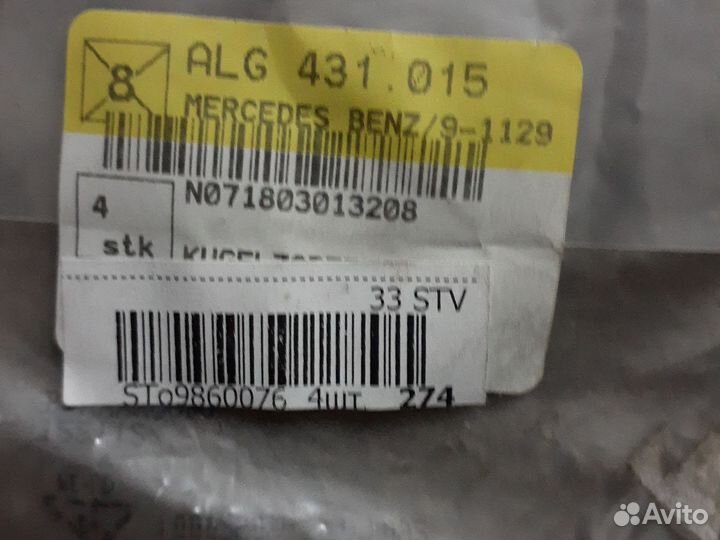 8
ALG 431.015
MERCEDES BENZ/9-1129
N071803013208
4
stk
33 STV
STo9860076 4шт. 274
Avito